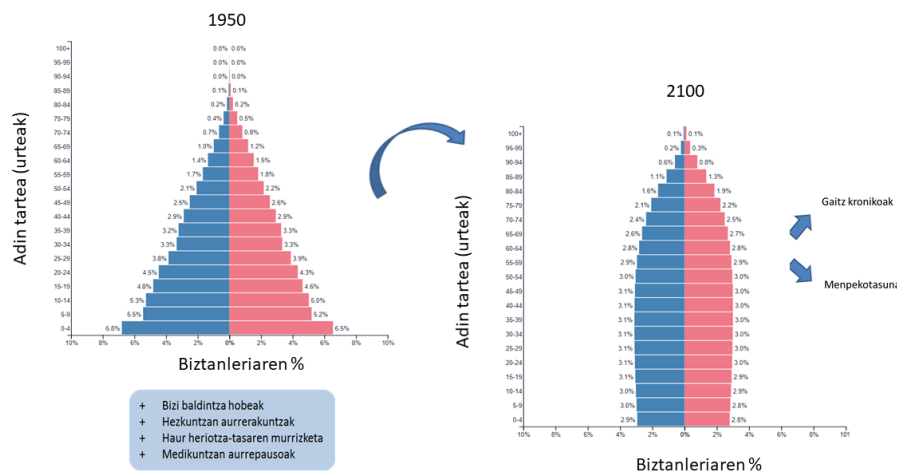 1950
Adin tartea (urteak)
100+ 0.0% 0.0%
95-99 0.0% 0.0%
90-94 0.0% 0.0%
85-89 0.1% 0.1%
80-84 0.2% 0.2%
75-79 0.4% 0.5%
70-74 0.7% 0.8%
65-69 1.0% 1.2%
60-64 1.4% 1.6%
55-59 1.7% 1.8%
50-54 2.1% 2.2%
45-49 2.5% 2.6%
40-44 2.9% 2.9%
35-39 3.2% 3.3%
30-34 3.3% 3.3%
25-29 3.8% 3.9%
20-24 4.5% 4.3%
15-19 4.8% 4.6%
10-14 5.3% 5.0%
5-9 5.5% 5.2%
0-4 6.8% 6.5%
10% 8% 6% 4% 2% 0% 2% 4% 6% 8% 10%
Biztanleriaren %
+ Bizi baldintza hobeak
+ Hezkuntzan aurrerakuntzak
+ Haur heriotza-tasaren murrizketa
+ Medikuntzan aurrepausoak
2100
Adin tartea (urteak)
100+ 0.1% 0.1%
95-99 0.2% 0.3%
90-94 0.6% 0.8%
85-89 1.1% 1.3%
80-84 1.6% 1.9%
75-79 2.1% 2.2%
70-74 2.4% 2.5%
65-69 2.6% 2.7%
60-64 2.8% 2.8%
55-59 2.9% 2.9%
50-54 3.0% 3.0%
45-49 3.1% 3.0%
40-44 3.1% 3.0%
35-39 3.1% 3.0%
30-34 3.1% 3.0%
25-29 3.1% 3.0%
20-24 3.1% 3.0%
15-19 3.1% 2.9%
10-14 3.0% 2.9%
5-9 3.0% 2.8%
0-4 2.9% 2.8%
10% 8% 6% 4% 2% 0% 2% 4% 6% 8% 10%
Biztanleriaren %
Gaitz kronikoak
Menpekotasuna